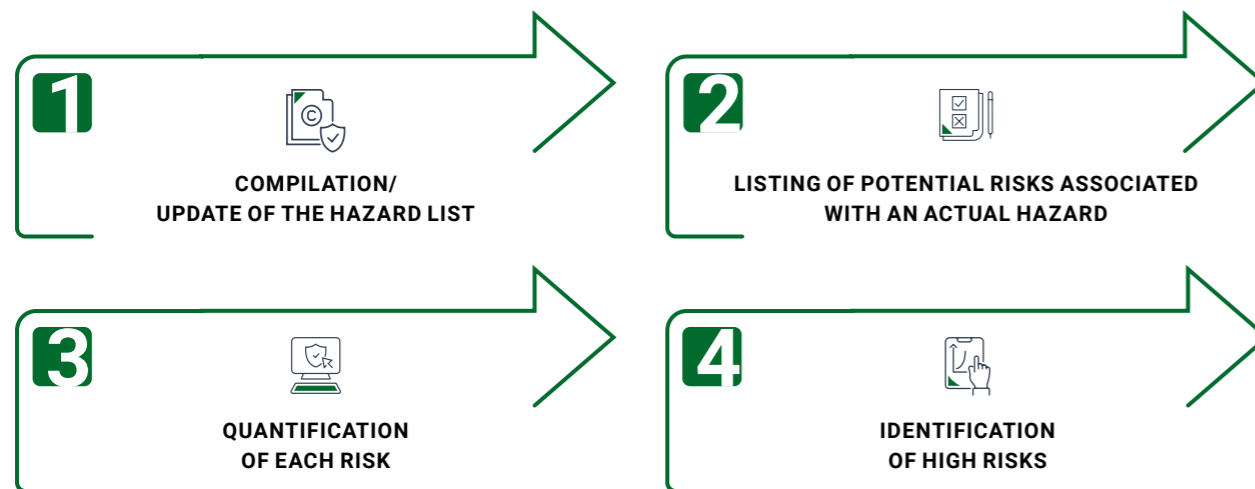 1
©
COMPILATION/
UPDATE OF THE HAZARD LIST
2
LISTING OF POTENTIAL RISKS ASSOCIATED
WITH AN ACTUAL HAZARD
3
QUANTIFICATION
OF EACH RISK
4
IDENTIFICATION
OF HIGH RISKS